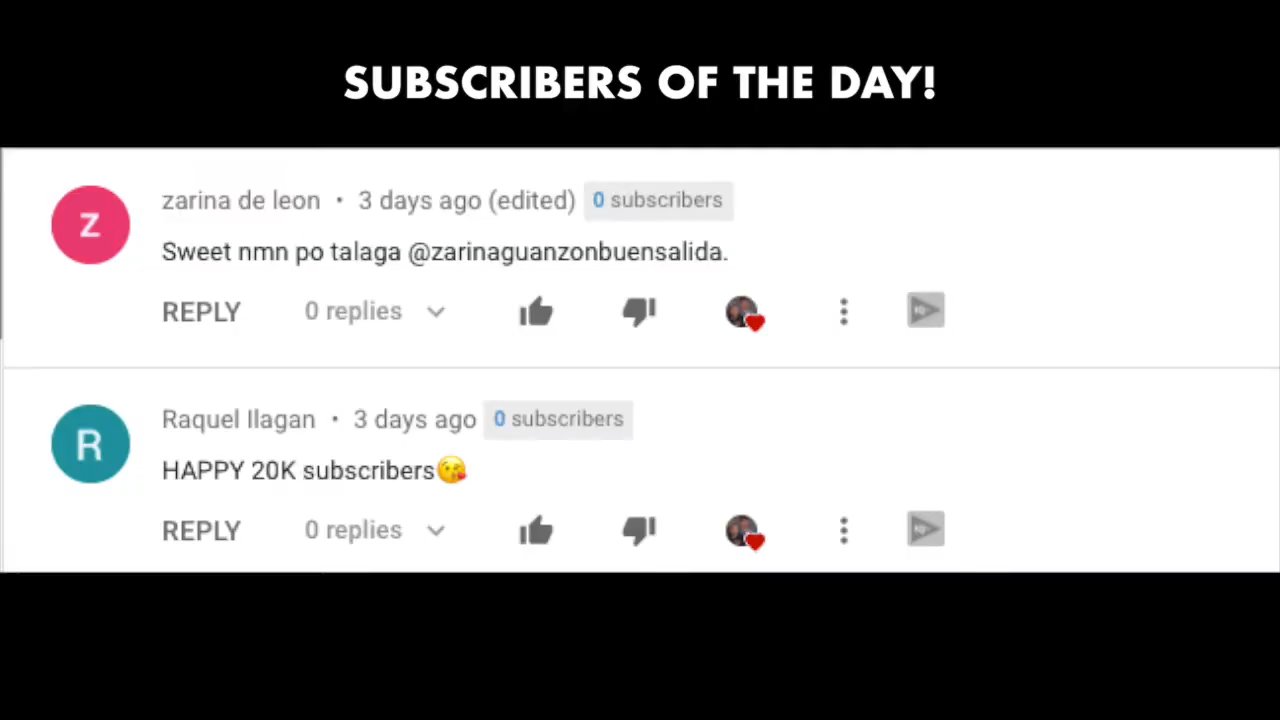 SUBSCRIBERS OF THE DAY!
Z
zarina de leon • 3 days ago (edited) 0 subscribers
Sweet nmn po talaga @zarinaguanzonbuensalida.
REPLY 0 replies
R
Raquel Ilagan • 3 days ago 0 subscribers
HAPPY 20K subscribers😘
REPLY 0 replies